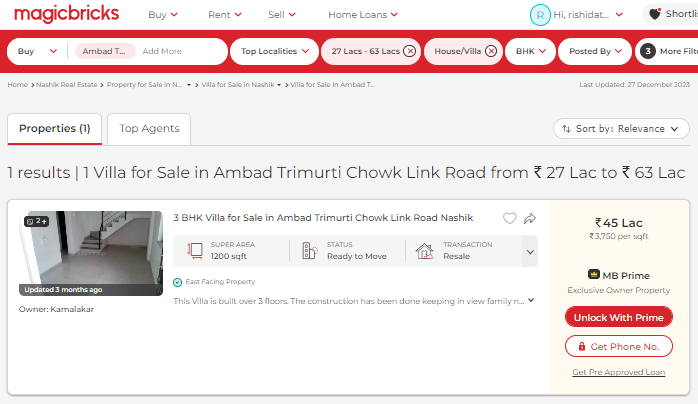 magicbricks
Buy Rent Sell Home Loans R Hi, rishidat... Shortli
Buy Ambad T... Add More Top Localities 27 Lacs - 63 Lacs House/Villa BHK Posted By 3 More Filt
Home Nashik Real Estate Property for Sale in N... Villa for Sale in Nashik Villa for Sale in Ambad T... Last Updated: 27 December 2023
Properties (1) Top Agents Sort by: Relevance
1 results | 1 Villa for Sale in Ambad Trimurti Chowk Link Road from ₹ 27 Lac to ₹ 63 Lac
2+
Updated 3 months ago
Owner: Kamalakar
3 BHK Villa for Sale in Ambad Trimurti Chowk Link Road Nashik
SUPER AREA
1200 sqft
STATUS
Ready to Move
TRANSACTION
Resale
East Facing Property
This Villa is built over 3 floors. The construction has been done keeping in view family n...
₹45 Lac
₹3,750 per sqft
MB Prime
Exclusive Owner Property
Unlock With Prime
Get Phone No.
Get Pre Approved Loan